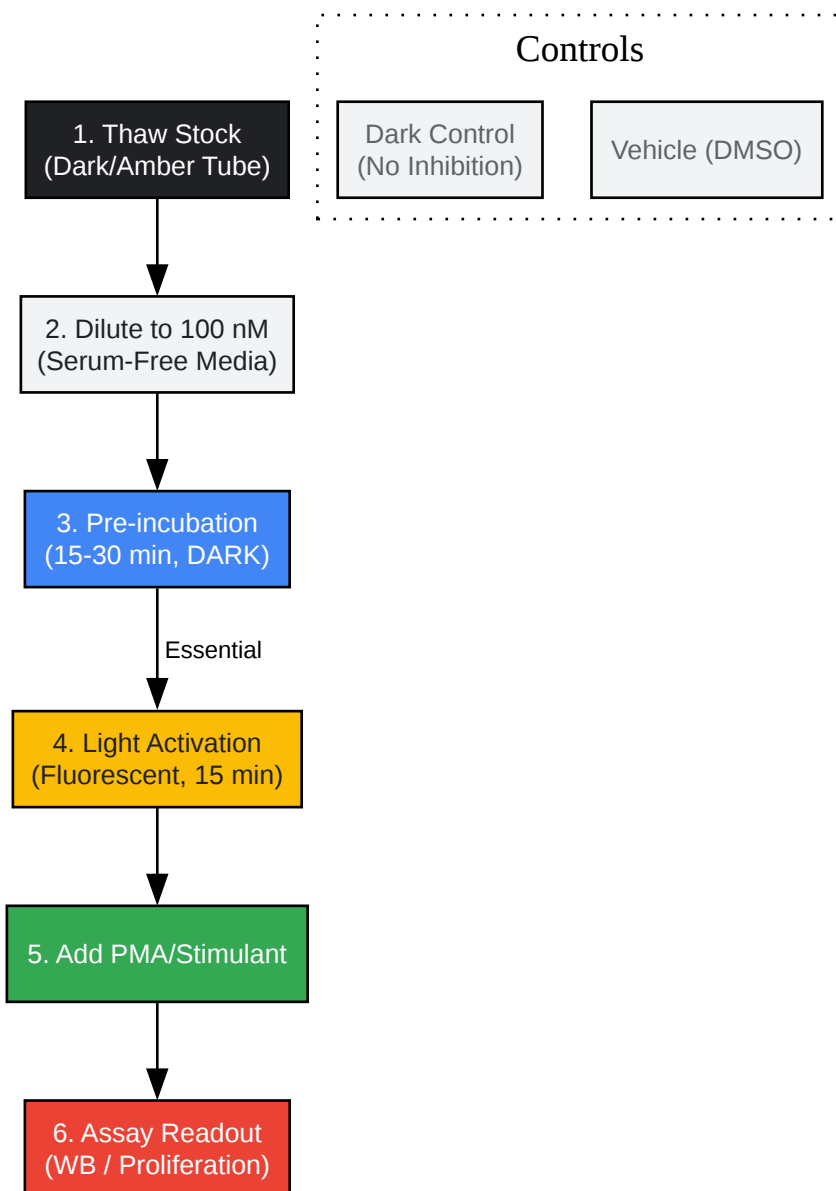 Controls
1. Thaw Stock
(Dark/Amber Tube)
Dark Control
(No Inhibition)
Vehicle (DMSO)
2. Dilute to 100 nM
(Serum-Free Media)
3. Pre-incubation
(15-30 min, DARK)
Essential
4. Light Activation
(Fluorescent, 15 min)
5. Add PMA/Stimulant
6. Assay Readout
(WB / Proliferation)